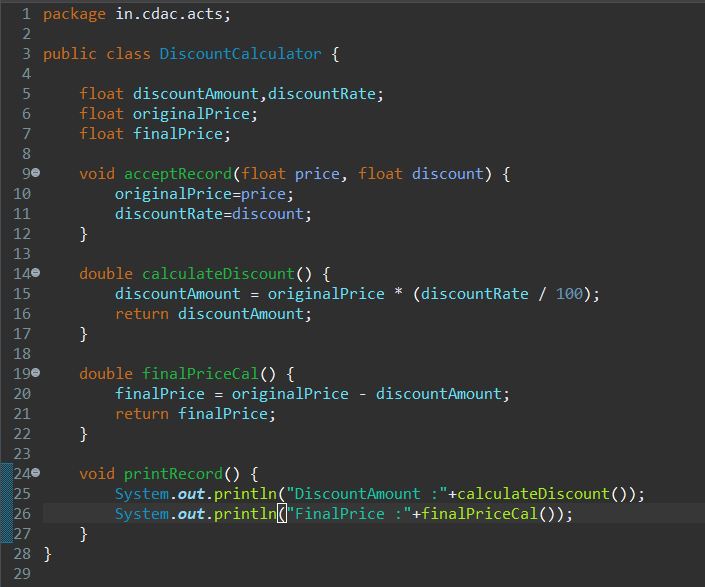 1 package in.cdac.acts;
2
3 public class DiscountCalculator {
4
5     float discountAmount,discountRate;
6     float originalPrice;
7     float finalPrice;
8
9     void acceptRecord(float price, float discount) {
10         originalPrice=price;
11         discountRate=discount;
12     }
13
14     double calculateDiscount() {
15         discountAmount = originalPrice * (discountRate / 100);
16         return discountAmount;
17     }
18
19     double finalPriceCal() {
20         finalPrice = originalPrice - discountAmount;
21         return finalPrice;
22     }
23
24     void printRecord() {
25         System.out.println("DiscountAmount :"+calculateDiscount());
26         System.out.println("FinalPrice :"+finalPriceCal());
27     }
28 }
29